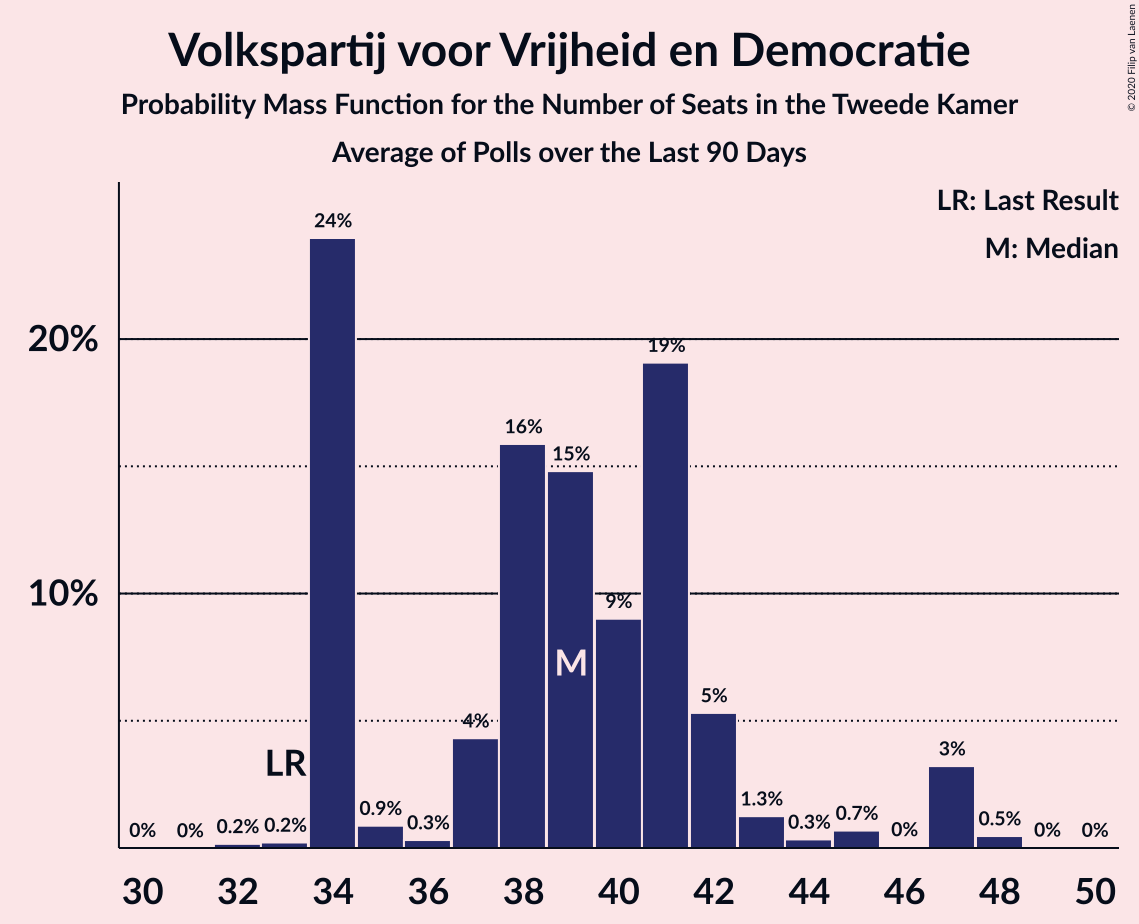 Volkspartij voor Vrijheid en Democratie
Probability Mass Function for the Number of Seats in the Tweede Kamer
Average of Polls over the Last 90 Days
© 2020 Filip van Laenen
LR: Last Result
M: Median
20%
10%
0%
0%
0.2%
0.2%
24%
0.9%
0.3%
4%
16%
15%
9%
19%
5%
1.3%
0.3%
0.7%
0%
3%
0.5%
0%
0%
LR
M
30 32 34 36 38 40 42 44 46 48 50